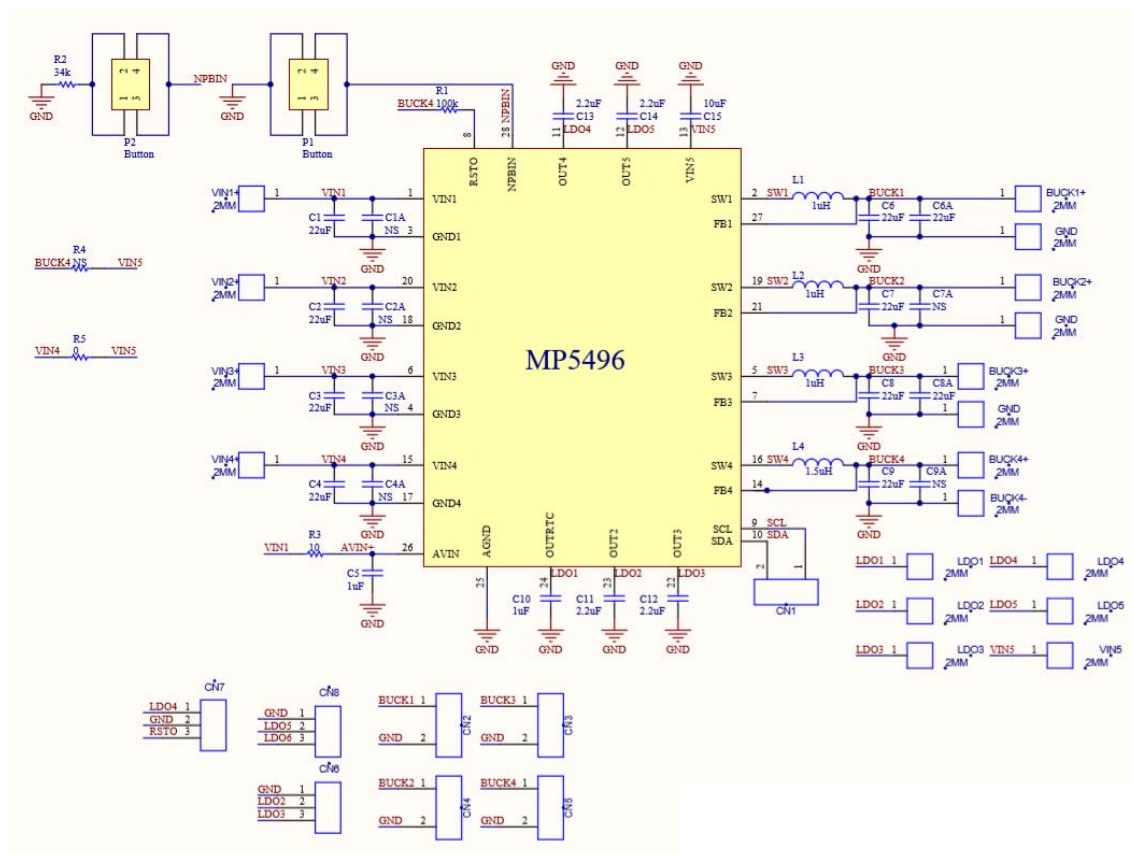 R2
34k
GND
2 4
1 3
P2
Button
NPBIN
GND
2 4
1 3
P1
Button
BUCK4
R1
100k
NPBIN
GND
2.2uF
C13
LDO4
GND
2.2uF
C14
LDO5
GND
10uF
C15
VIN5
8
28
11
12
13
RSTO
NPBIN
OUT4
OUT5
VIN5
VIN1+
2MM
1
VIN1
1
VIN1
C1
22uF
C1A
NS
3
GND1
GND
R4
BUCK4
NS
VIN5
VIN2+
2MM
1
VIN2
20
VIN2
C2
22uF
C2A
NS
18
GND2
GND
R5
VIN4
0
VIN5
VIN3+
2MM
1
VIN3
6
VIN3
C3
22uF
C3A
NS
4
GND3
GND
VIN4+
2MM
1
VIN4
15
VIN4
C4
22uF
C4A
NS
17
GND4
GND
VIN1
R3
10
AVIN+
26
AVIN
C5
1uF
GND
MP5496
SW1
2
SW1
L1
1uH
BUCK1
1
BUCK1+
2MM
FB1
27
C6
22uF
C6A
22uF
1
GND
2MM
GND
SW2
19
SW2
L2
1uH
BUCK2
1
BUCK2+
2MM
FB2
21
C7
22uF
C7A
NS
1
GND
2MM
GND
SW3
5
SW3
L3
1uH
BUCK3
1
BUCK3+
2MM
FB3
7
C8
22uF
C8A
22uF
1
GND
2MM
GND
SW4
16
SW4
L4
1.5uH
BUCK4
1
BUCK4+
2MM
FB4
14
C9
22uF
C9A
NS
1
BUCK4-
2MM
GND
SCL
9
SCL
SDA
10
SDA
2
1
CN1
AGND
OUTRTC
OUT2
OUT3
25
24
23
22
LDO1
LDO2
LDO3
C10
1uF
C11
2.2uF
C12
2.2uF
GND
GND
GND
GND
LDO1 1
LDO1
2MM
LDO4 1
LDO4
2MM
LDO2 1
LDO2
2MM
LDO5 1
LDO5
2MM
LDO3 1
LDO3
2MM
VIN5 1
VIN5
2MM
CN7
LDO4 1
GND 2
RSTO 3
CN8
GND 1
LDO5 2
LDO6 3
CN6
GND 1
LDO2 2
LDO3 3
BUCK1 1
GND 2
CN2
BUCK3 1
GND 2
CN3
BUCK2 1
GND 2
CN4
BUCK4 1
GND 2
CN5